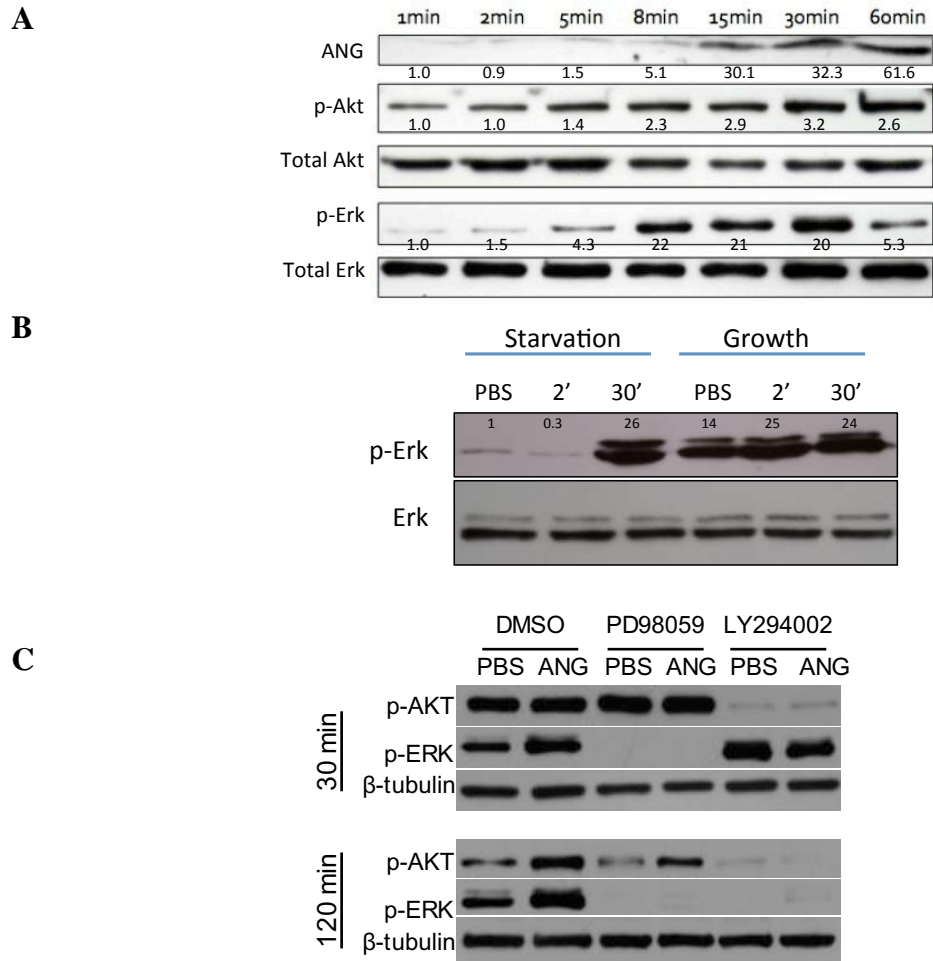 A
1min 2min 5min 8min 15min 30min 60min
ANG
1.0 0.9 1.5 5.1 30.1 32.3 61.6
p-Akt
1.0 1.0 1.4 2.3 2.9 3.2 2.6
Total Akt
p-Erk
1.0 1.5 4.3 22 21 20 5.3
Total Erk
B
Starvation Growth
PBS 2’ 30’ PBS 2’ 30’
1 0.3 26 14 25 24
p-Erk
Erk
C
DMSO PD98059 LY294002
PBS ANG PBS ANG PBS ANG
30 min
p-AKT
p-ERK
β-tubulin
120 min
p-AKT
p-ERK
β-tubulin